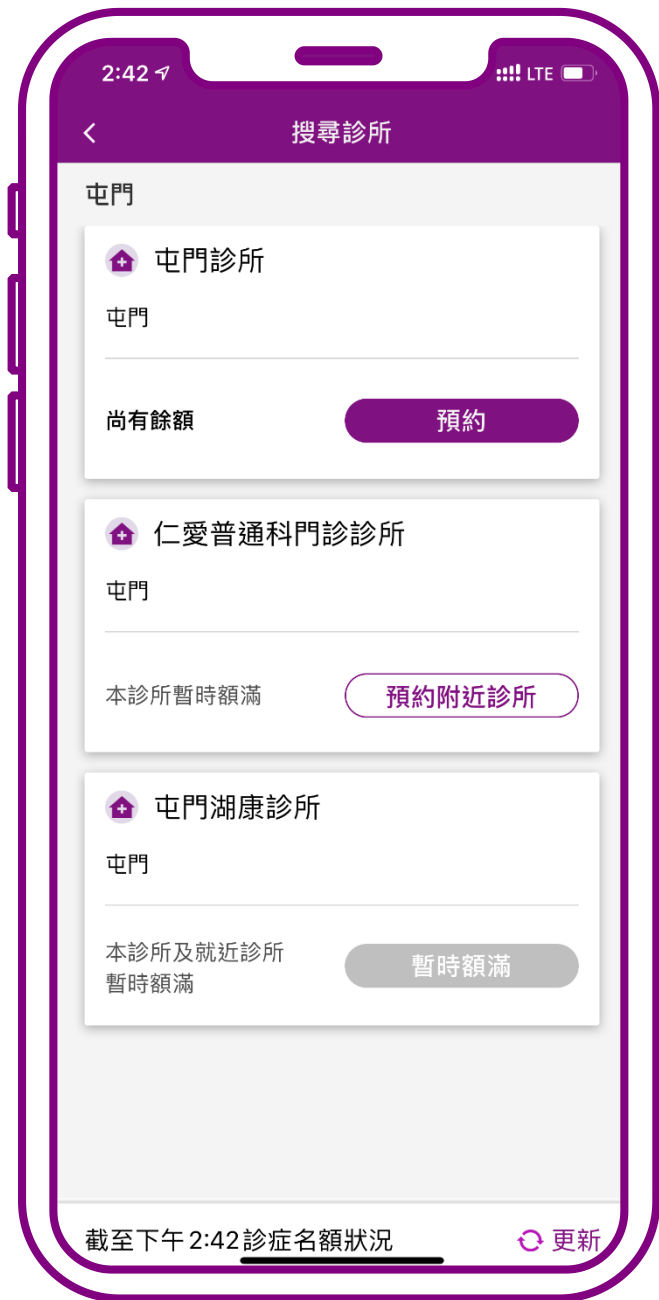 2:42
LTE
搜尋診所
屯門
屯門診所
屯門
尚有餘額
預約
仁愛普通科門診診所
屯門
本診所暫時額滿
預約附近診所
屯門湖康診所
屯門
本診所及就近診所
暫時額滿
暫時額滿
截至下午2:42診症名額狀況
更新